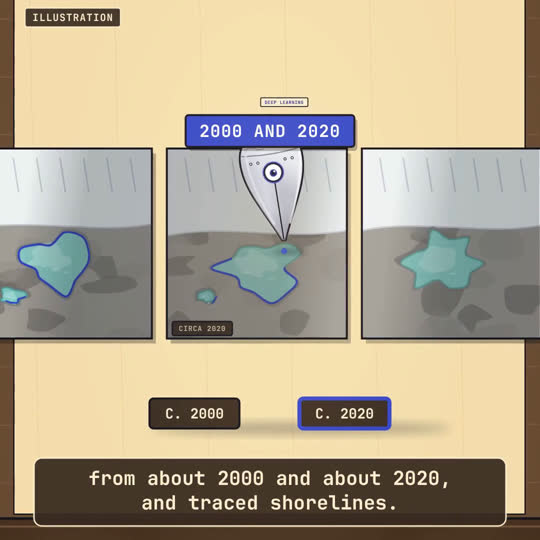 ILLUSTRATION
DEEP LEARNING
2000 AND 2020
CIRCA 2020
C. 2000
C. 2020
from about 2000 and about 2020,
and traced shorelines.